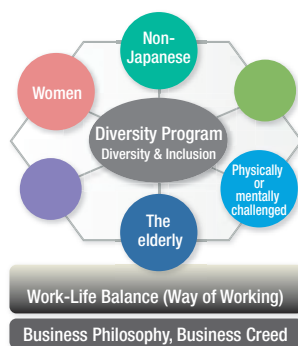 Non-
Japanese
Women
Diversity Program
Diversity & Inclusion
Physically
or
mentally
challenged
The
elderly
Work-Life Balance (Way of Working)
Business Philosophy, Business Creed